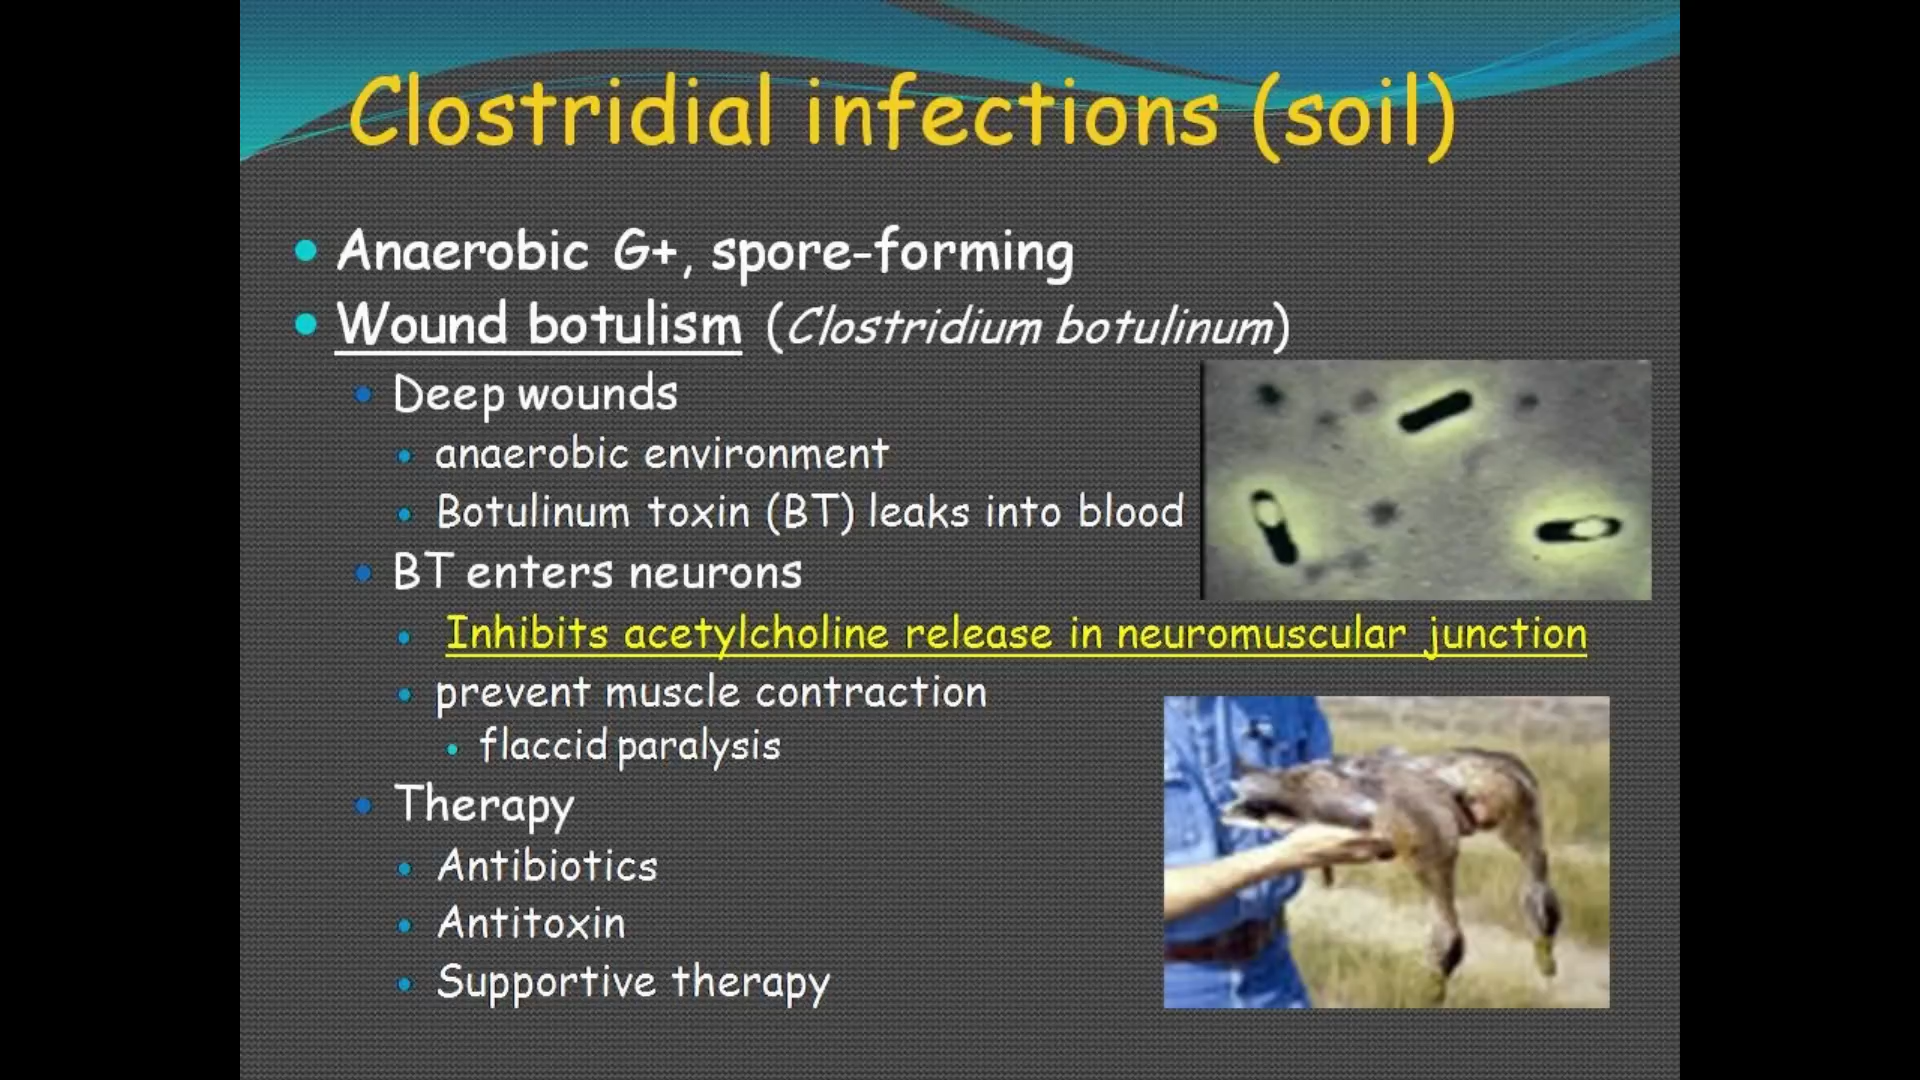 Clostridial infections (soil)
Anaerobic G+, spore-forming
Wound botulism (Clostridium botulinum)
Deep wounds
anaerobic environment
Botulinum toxin (BT) leaks into blood
BT enters neurons
Inhibits acetylcholine release in neuromuscular junction
prevent muscle contraction
flaccid paralysis
Therapy
Antibiotics
Antitoxin
Supportive therapy